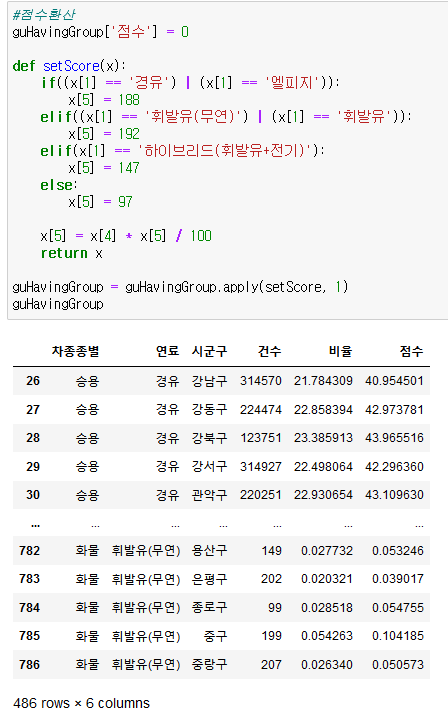 #점수환산
guHavingGroup['점수'] = 0
def setScore(x):
if((x[1] == '경유') | (x[1] == '엘피지')):
x[5] = 188
elif((x[1] == '휘발유(무연)') | (x[1] == '휘발유')):
x[5] = 192
elif(x[1] == '하이브리드(휘발유+전기)'):
x[5] = 147
else:
x[5] = 97
x[5] = x[4] * x[5] / 100
return x
guHavingGroup = guHavingGroup.apply(setScore, 1)
guHavingGroup
차종종별 연료 시군구 건수 비율 점수
26 승용 경유 강남구 314570 21.784309 40.954501
27 승용 경유 강동구 224474 22.858394 42.973781
28 승용 경유 강북구 123751 23.385913 43.965516
29 승용 경유 강서구 314927 22.498064 42.296360
30 승용 경유 관악구 220251 22.930654 43.109630
... ... ... ... ... ... ...
782 화물 휘발유(무연) 용산구 149 0.027732 0.053246
783 화물 휘발유(무연) 은평구 202 0.020321 0.039017
784 화물 휘발유(무연) 종로구 99 0.028518 0.054755
785 화물 휘발유(무연) 중구 199 0.054263 0.104185
786 화물 휘발유(무연) 중랑구 207 0.026340 0.050573
486 rows × 6 columns